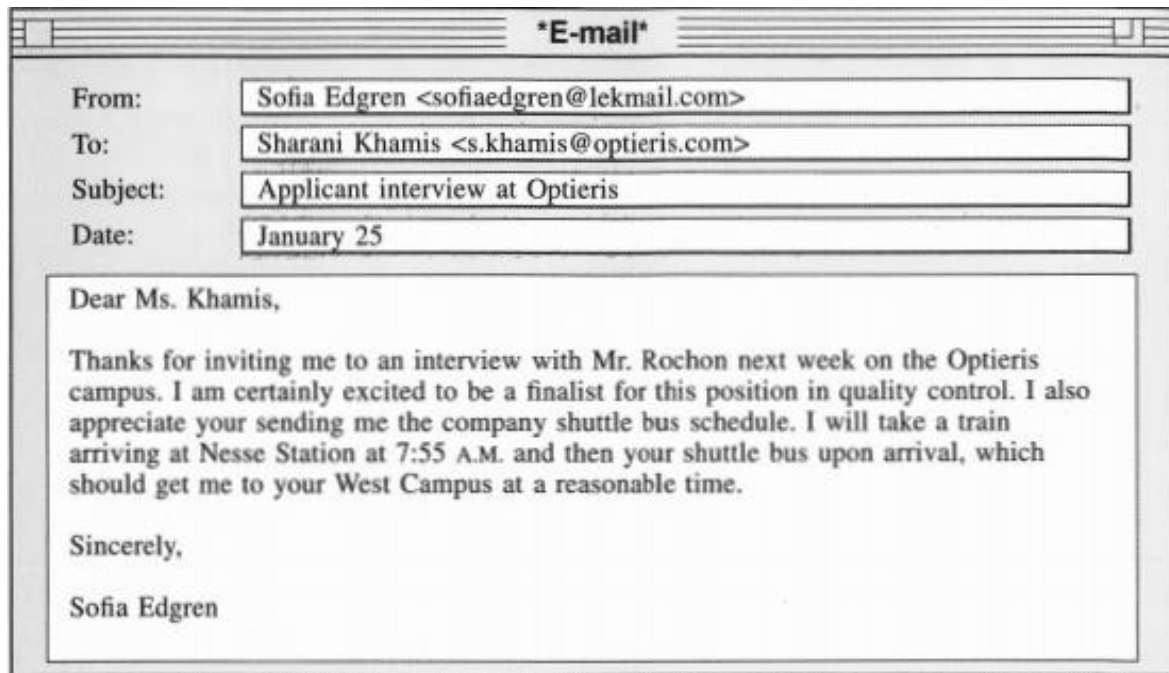 *E-mail*
From: Sofia Edgren <sofiaedgren@lekmail.com>
To: Sharani Khamis <s.khamis@optieris.com>
Subject: Applicant interview at Optieris
Date: January 25
Dear Ms. Khamis,
Thanks for inviting me to an interview with Mr. Rochon next week on the Optieris
campus. I am certainly excited to be a finalist for this position in quality control. I also
appreciate your sending me the company shuttle bus schedule. I will take a train
arriving at Nesse Station at 7:55 A.M. and then your shuttle bus upon arrival, which
should get me to your West Campus at a reasonable time.
Sincerely,
Sofia Edgren